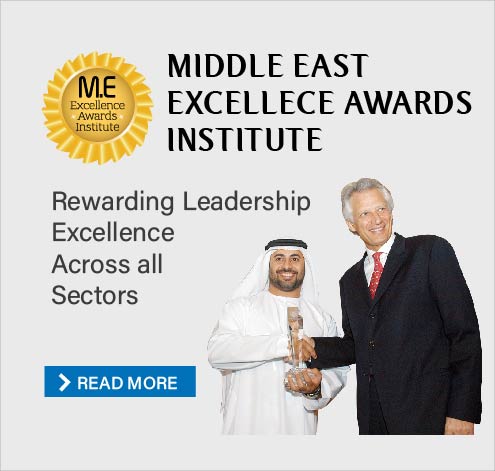 M.E
Excellence
Awards
Institute
MIDDLE EAST
EXCELLECE AWARDS
INSTITUTE
Rewarding Leadership
Excellence
Across all
Sectors
READ MORE